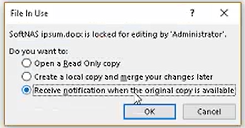 File In Use
SoftNAS ipsum.docx is locked for editing by 'Administrator'.
Do you want to:
Open a Read Only copy
Create a local copy and merge your changes later
Receive notification when the original copy is available
OK
Cancel